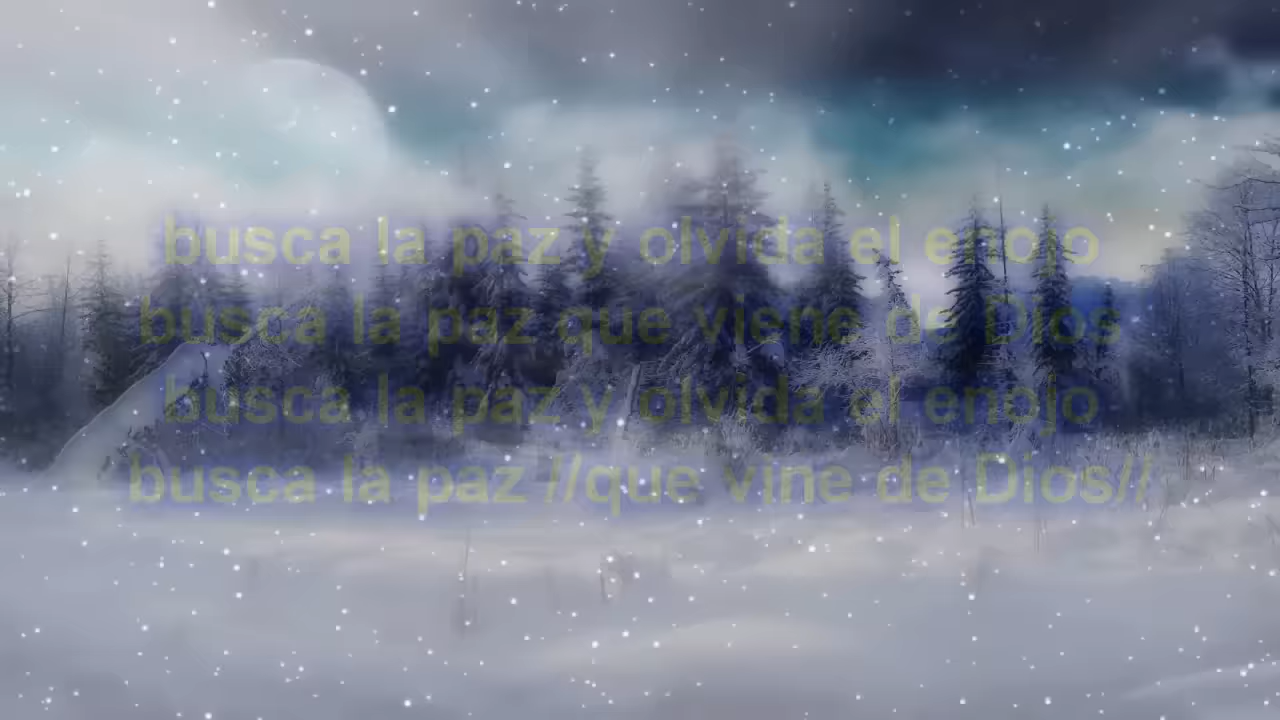 busca la paz y olvida el enojo
busca la paz que viene de Dios
busca la paz y olvida el enojo
busca la paz //que vine de Dios//